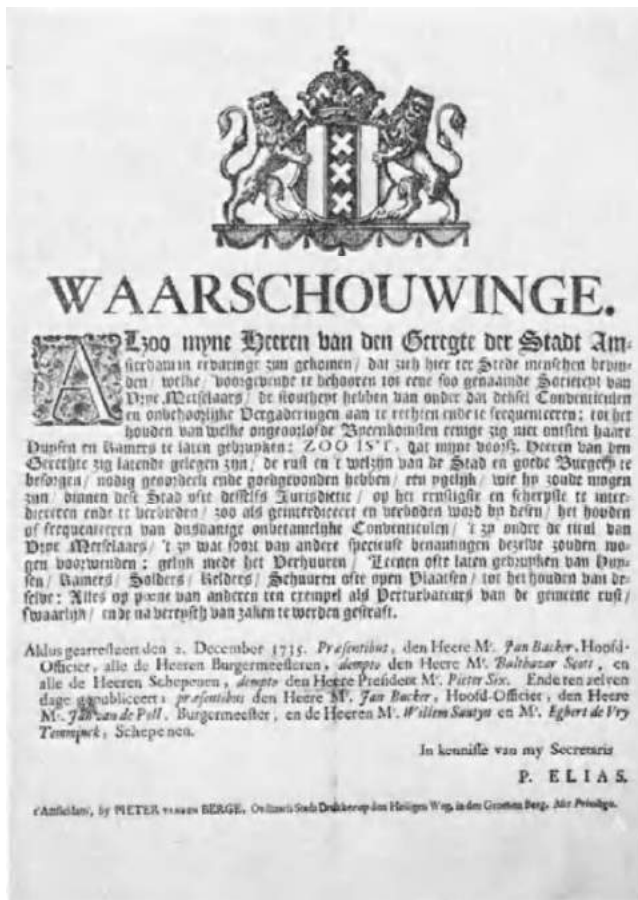 WAARSCHOUWINGE.
ALzoo myne Heeren van den Geregte der Stadt Am-
sterdam in ervaringe zyn gekomen / dat zich hier ter Stede menschen bevin-
den / welke / voorgevende te behooren tot eene soo genaamde Societeyt van
Vrye Metselaars / de stoutheyt hebben van onder dat deksel Conventiculen
en onbehoorlyke Vergaderingen aan te rechten ende te frequenteeren : tot het
houden van welke ongeoorlofde Byeenkomsten eenige zig niet ontsien haare
Huysen en Kamers te laten gebruyken : ZOO IS'T, dat myne voorsz. Heeren van den
Gerechte zig latende gelegen zyn / de rust en 't welzyn van de Stad en goede Burgery te
besorgen / nodig geoordeelt ende goedgevonden hebben / een ygelyk / wie hy zoude mogen
zyn / binnen dese Stad ofte desselfs Jurisdictie / op het ernstigste en scherpste te inter-
diceeren ende te verbieden / zoo als geinterdiceert en verboden word by desen / het houden
of frequenteeren van dusdanige onbetamelyke Conventiculen / 't zy onder de titul van
Vrye Metselaars / 't zy wat soort van andere specieuse benamingen dezelve zouden mo-
gen voorwenden : gelyk mede het Verhuuren / Leenen ofte laten gebruyken van Huy-
sen / Kamers / Solders / Kelders / Schuuren ofte open Plaatsen / tot het houden van de-
selve : Alles op pœne van anderen ten exempel als Perturbateurs van de gemeene rust /
swaarlyk / en de na vereysch van zaken te werden gestraft.
Aldus gearresteert den 2. December 1735. Præsentibus, den Heere Mr. Jan Backer, Hoofd-
Officier, alle de Heeren Burgermeesteren, dempto den Heere Mr. Balthazar Scott, en
alle de Heeren Schepenen, dempto den Heere President Mr. Pieter Six. Ende ten zelven
dage gepubliceert: præsentibus den Heere Mr. Jan Backer, Hoofd-Officier, den Heere
Mr. Jan van de Poll, Burgermeester, en de Heeren Mr. Willem Sautyn en Mr. Egbert de Vry
Temminck, Schepenen.
In kennisse van my Secretaris
P. ELIAS.
t'Amsterdam, by PIETER VANDEN BERGE, Ordinaris Stads Drukker op den Heiligen Weg, in den Groenen Berg. Met Privilegie.